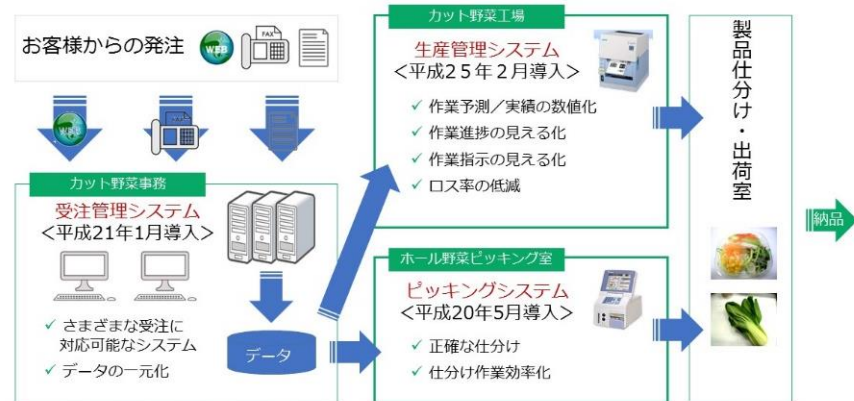 お客様からの発注
WEB
FAX
WEB
カット野菜事務
受注管理システム
<平成21年1月導入>
✓ さまざまな受注に
対応可能なシステム
✓ データの一元化
データ
カット野菜工場
生産管理システム
<平成25年2月導入>
✓ 作業予測/実績の数値化
✓ 作業進捗の見える化
✓ 作業指示の見える化
✓ ロス率の低減
ホール野菜ピッキング室
ピッキングシステム
<平成20年5月導入>
✓ 正確な仕分け
✓ 仕分け作業効率化
製品仕分け・出荷室
納品